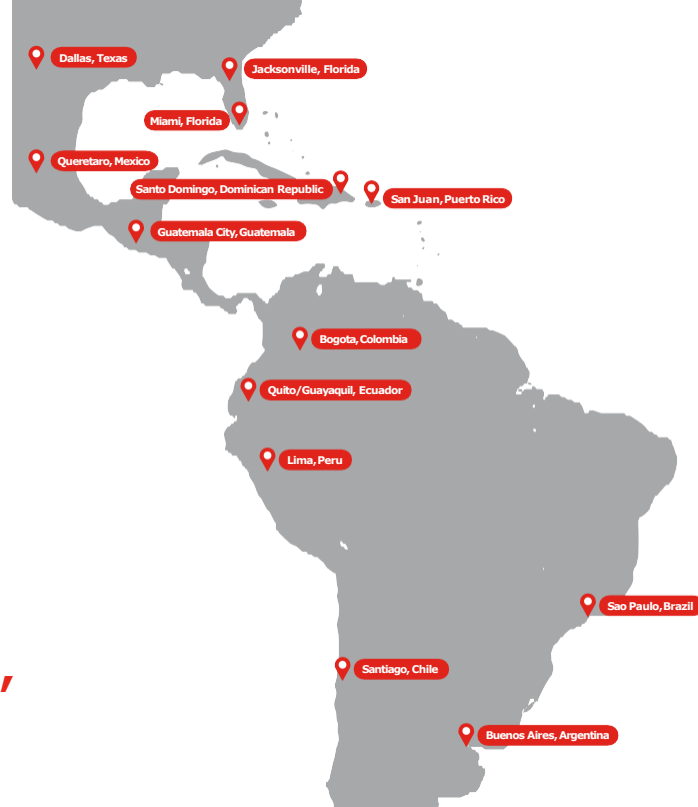 Dallas, Texas
Jacksonville, Florida
Miami, Florida
Queretaro, Mexico
Santo Domingo, Dominican Republic
San Juan, Puerto Rico
Guatemala City, Guatemala
Bogota, Colombia
Quito/Guayaquil, Ecuador
Lima, Peru
Sao Paulo, Brazil
Santiago, Chile
,
Buenos Aires, Argentina